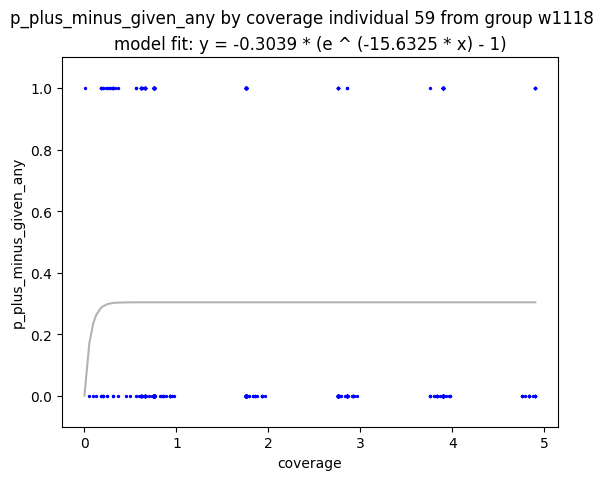 p_plus_minus_given_any by coverage individual 59 from group w1118
model fit: y = -0.3039 * (e ^ (-15.6325 * x) - 1)
p_plus_minus_given_any
1.0
0.8
0.6
0.4
0.2
0.0
0 1 2 3 4 5
coverage